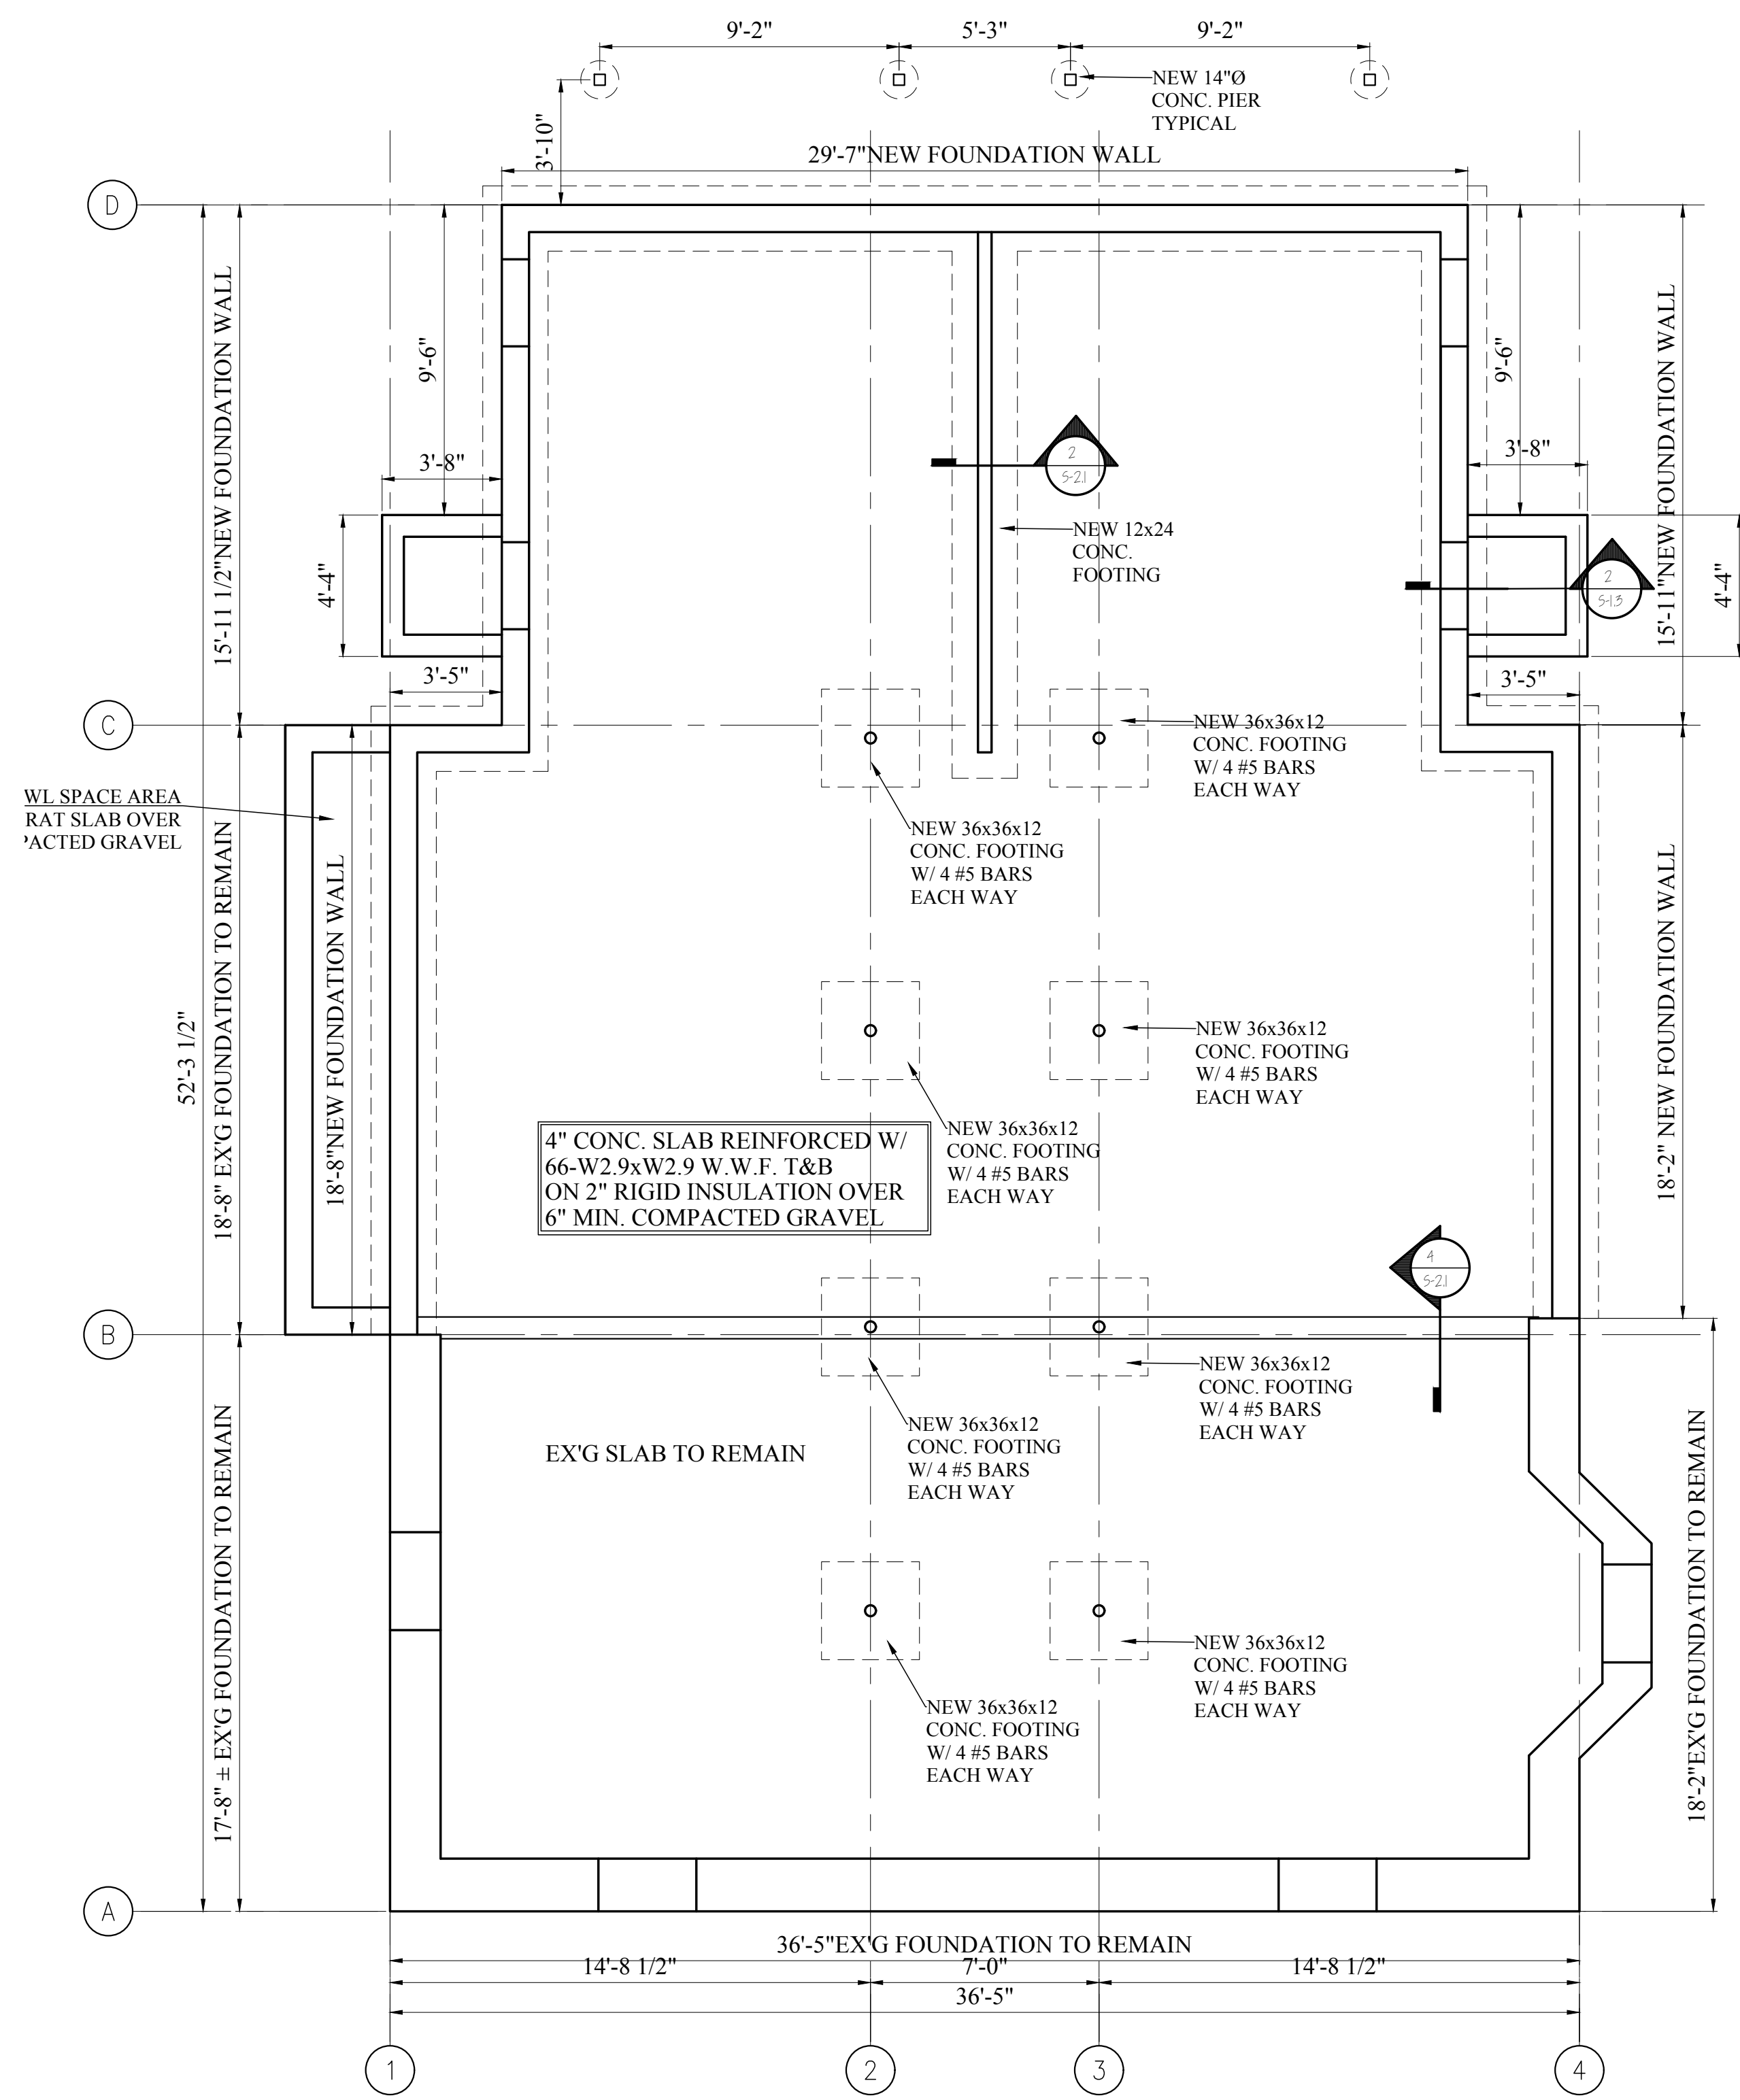 9'-2"
5'-3"
9'-2"
NEW 14"Ø
CONC. PIER
TYPICAL
3'-10"
29'-7"NEW FOUNDATION WALL
D
15'-11 1/2"NEW FOUNDATION WALL
9'-6"
9'-6"
15'-11"NEW FOUNDATION WALL
3'-8"
2
S-2.1
3'-8"
NEW 12x24
CONC.
FOOTING
4'-4"
2
S-1.3
4'-4"
3'-5"
3'-5"
C
NEW 36x36x12
CONC. FOOTING
W/ 4 #5 BARS
EACH WAY
WL SPACE AREA
RAT SLAB OVER
ACTED GRAVEL
NEW 36x36x12
CONC. FOOTING
W/ 4 #5 BARS
EACH WAY
52'-3 1/2"
18'-8" EX'G FOUNDATION TO REMAIN
18'-8"NEW FOUNDATION WALL
18'-2" NEW FOUNDATION WALL
NEW 36x36x12
CONC. FOOTING
W/ 4 #5 BARS
EACH WAY
NEW 36x36x12
CONC. FOOTING
W/ 4 #5 BARS
EACH WAY
4" CONC. SLAB REINFORCED W/
66-W2.9xW2.9 W.W.F. T&B
ON 2" RIGID INSULATION OVER
6" MIN. COMPACTED GRAVEL
4
S-2.1
B
NEW 36x36x12
CONC. FOOTING
W/ 4 #5 BARS
EACH WAY
NEW 36x36x12
CONC. FOOTING
W/ 4 #5 BARS
EACH WAY
EX'G SLAB TO REMAIN
17'-8" ± EX'G FOUNDATION TO REMAIN
18'-2"EX'G FOUNDATION TO REMAIN
NEW 36x36x12
CONC. FOOTING
W/ 4 #5 BARS
EACH WAY
NEW 36x36x12
CONC. FOOTING
W/ 4 #5 BARS
EACH WAY
A
36'-5"EX'G FOUNDATION TO REMAIN
14'-8 1/2"
7'-0"
14'-8 1/2"
36'-5"
1
2
3
4